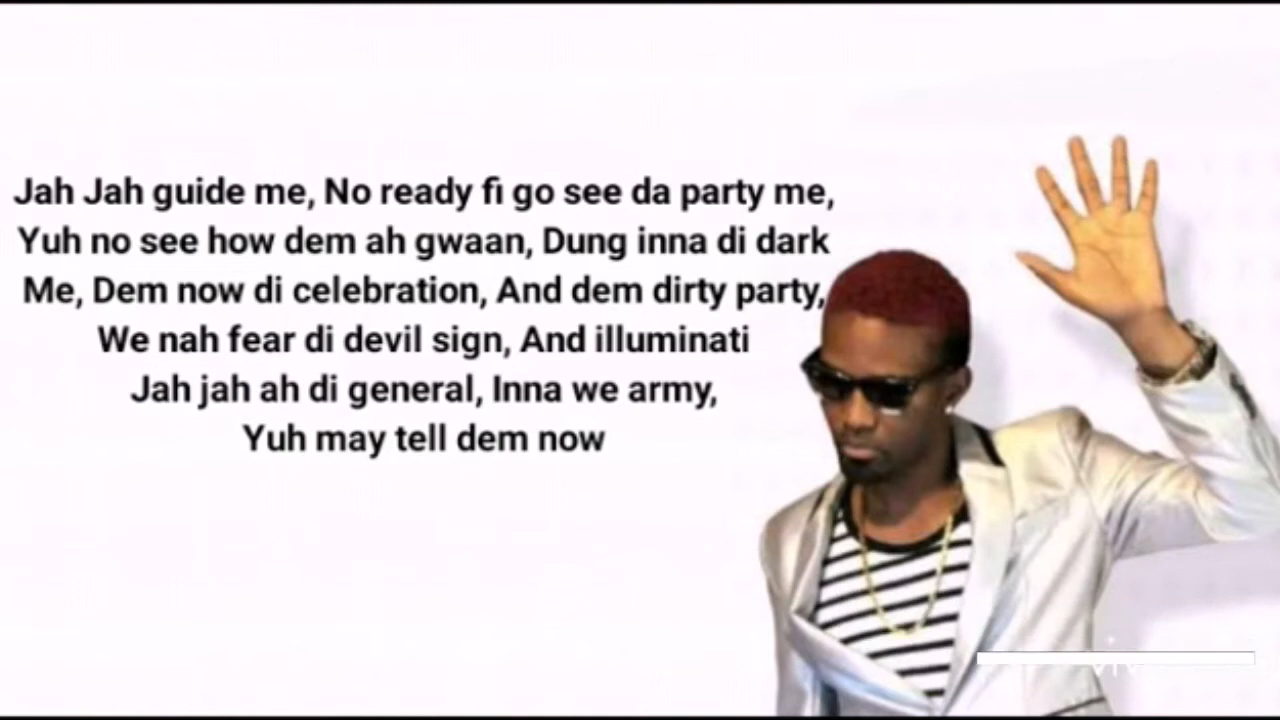 Jah Jah guide me, No ready fi go see da party me,
Yuh no see how dem ah gwaan, Dung inna di dark
Me, Dem now di celebration, And dem dirty party,
We nah fear di devil sign, And illuminati
Jah jah ah di general, Inna we army,
Yuh may tell dem now